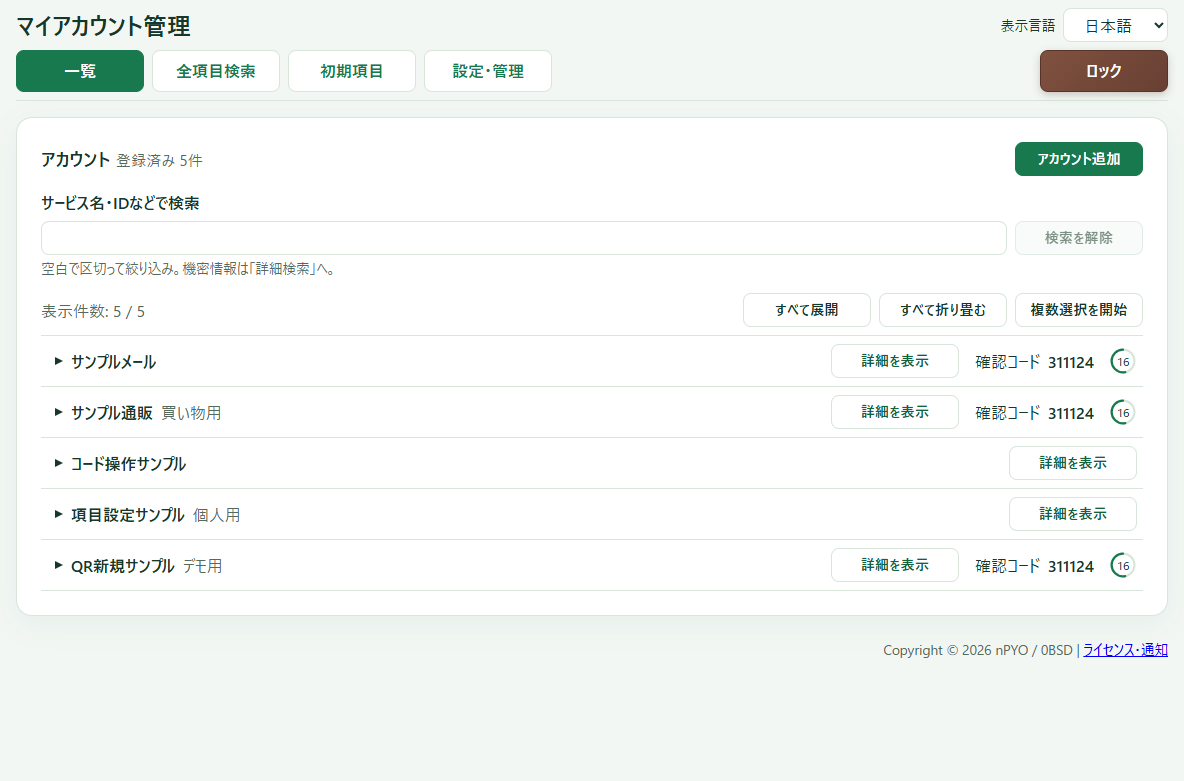 マイアカウント管理
表示言語 日本語
一覧 全項目検索 初期項目 設定・管理 ロック
アカウント 登録済み 5件 アカウント追加
サービス名・IDなどで検索
検索を解除
空白で区切って絞り込み。機密情報は「詳細検索」へ。
表示件数: 5 / 5 すべて展開 すべて折り畳む 複数選択を開始
サンプルメール 詳細を表示 確認コード 311124 16
サンプル通販 買い物用 詳細を表示 確認コード 311124 16
コード操作サンプル 詳細を表示
項目設定サンプル 個人用 詳細を表示
QR新規サンプル デモ用 詳細を表示 確認コード 311124 16
Copyright © 2026 nPYO / 0BSD | ライセンス・通知